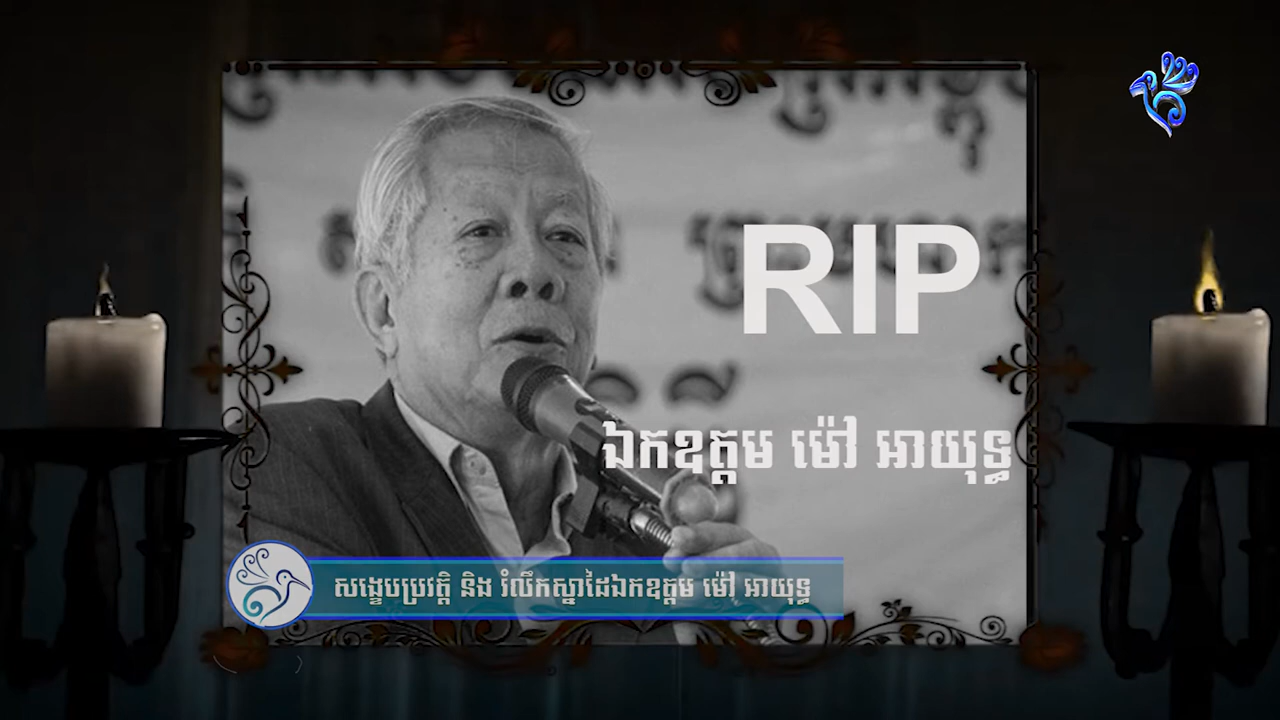 RIP
ឯកឧត្តម ម៉ៅ អាយុទ្ធ
សង្ខេបប្រវត្តិ និង រំលឹកស្នាដៃឯកឧត្តម ម៉ៅ អាយុទ្ធ